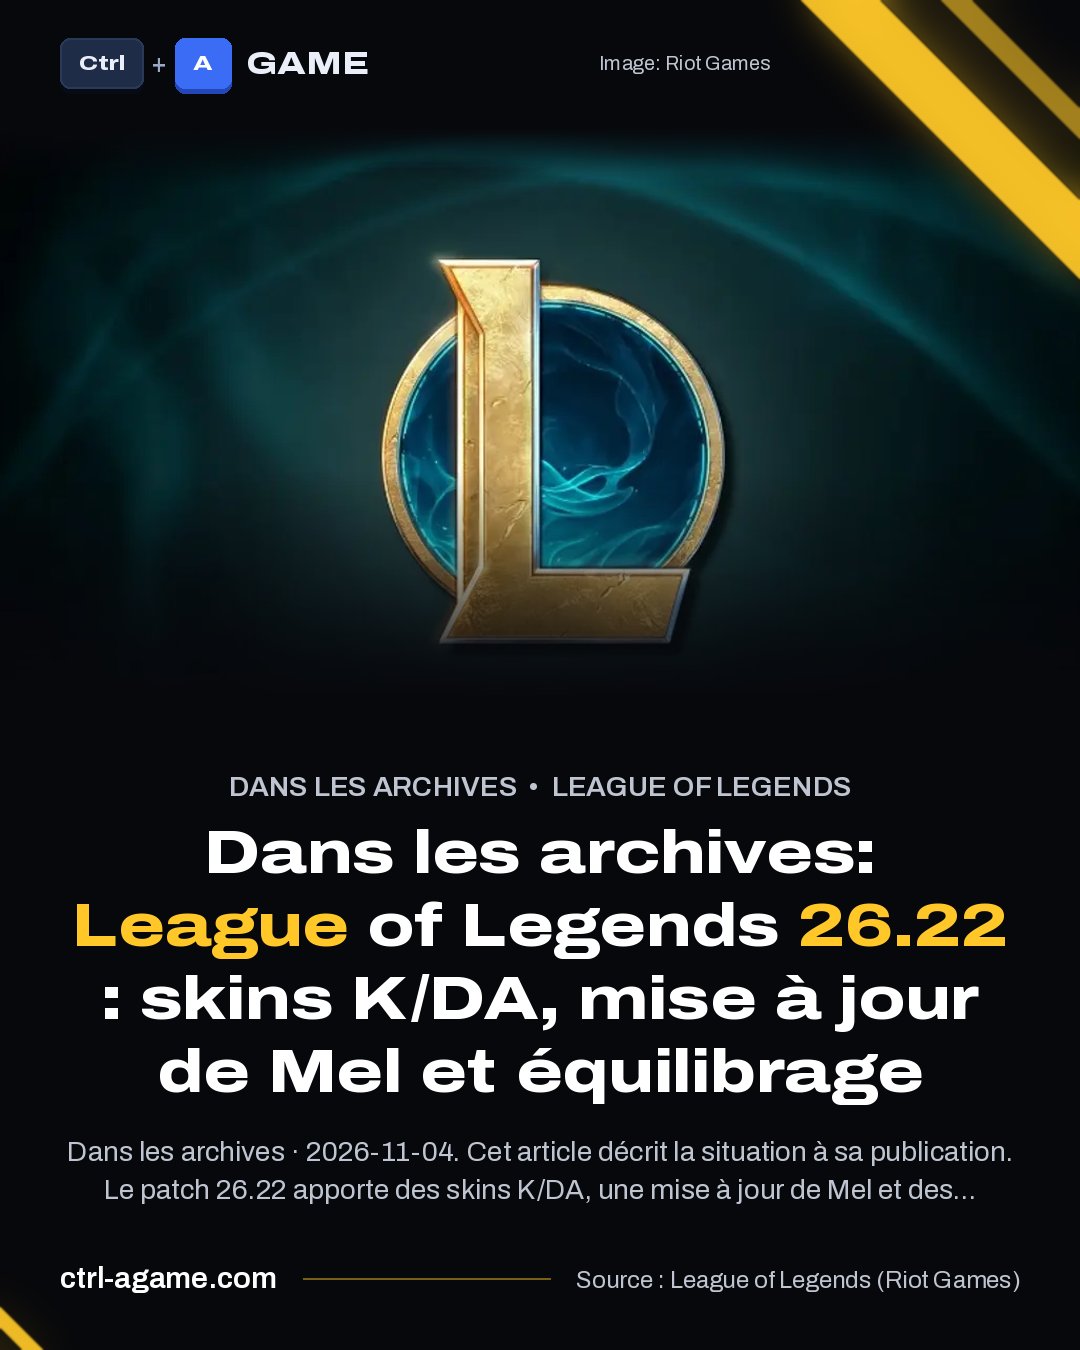 Ctrl + A GAME
Image: Riot Games
DANS LES ARCHIVES • LEAGUE OF LEGENDS
Dans les archives:
League of Legends 26.22
: skins K/DA, mise à jour
de Mel et équilibrage
Dans les archives · 2026-11-04. Cet article décrit la situation à sa publication.
Le patch 26.22 apporte des skins K/DA, une mise à jour de Mel et des...
ctrl-agame.com
Source : League of Legends (Riot Games)